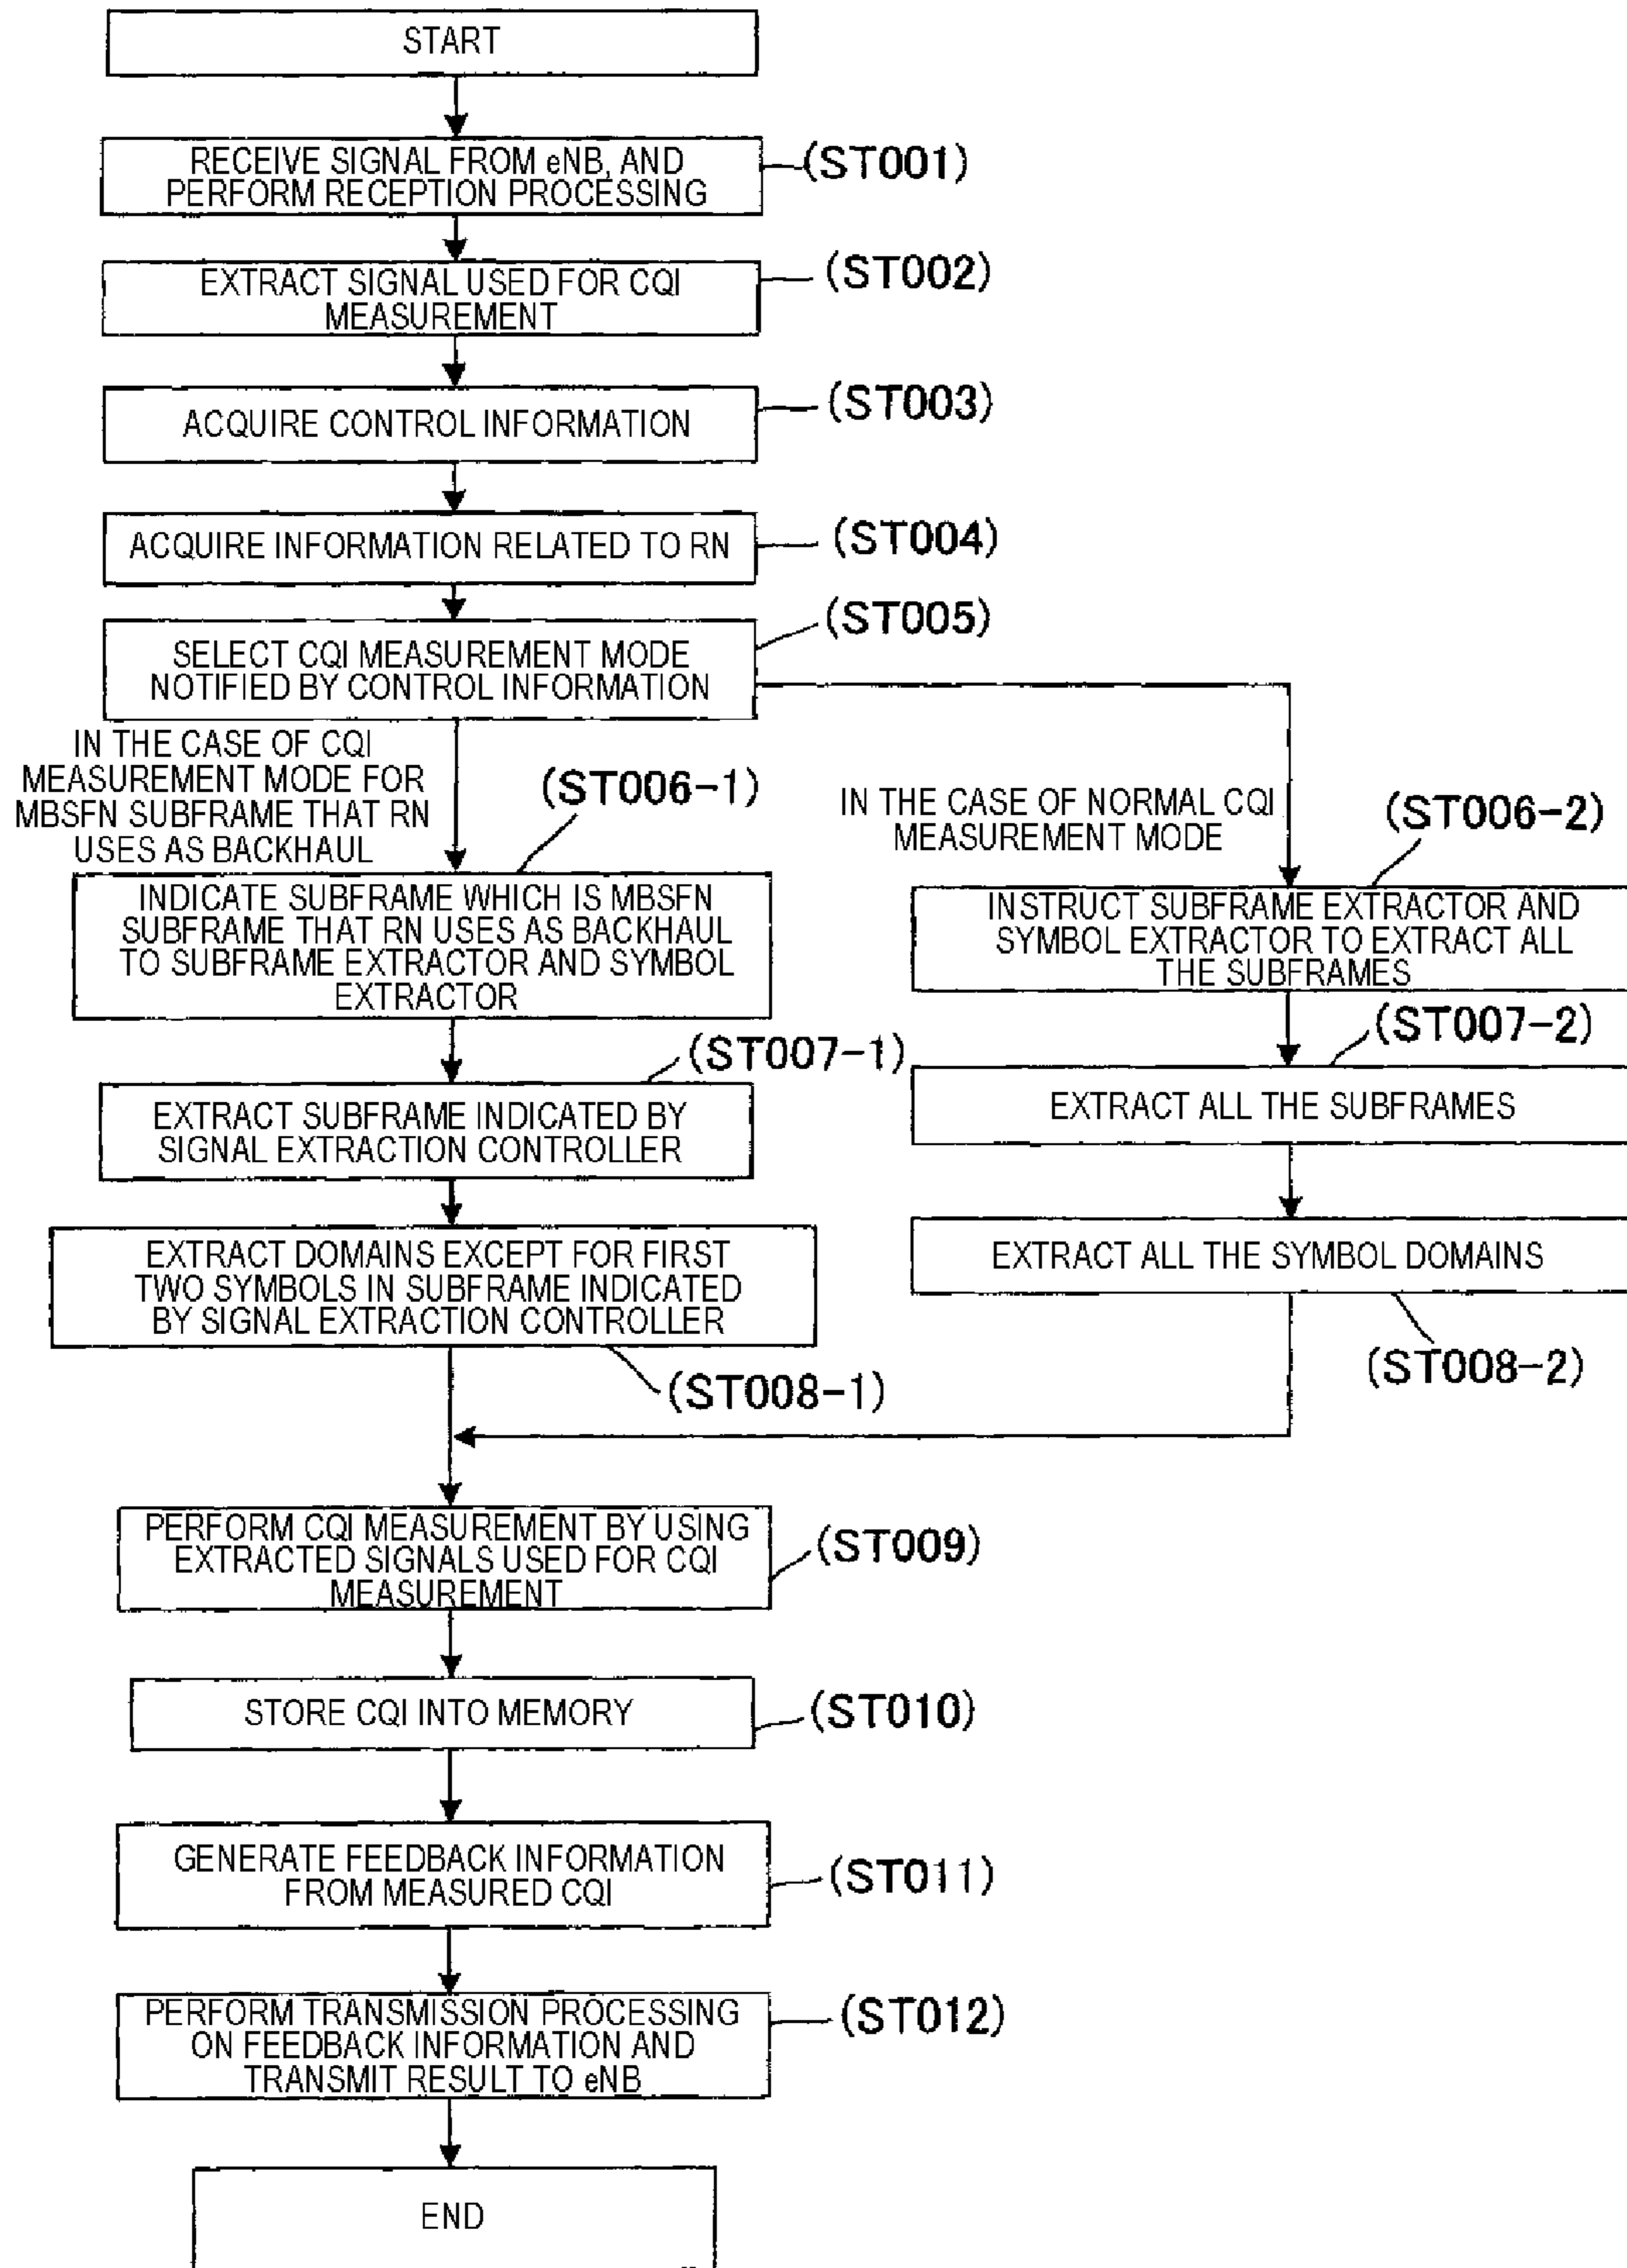 START
RECEIVE SIGNAL FROM eNB, AND
PERFORM RECEPTION PROCESSING
(ST001)
EXTRACT SIGNAL USED FOR CQI
MEASUREMENT
(ST002)
ACQUIRE CONTROL INFORMATION
(ST003)
ACQUIRE INFORMATION RELATED TO RN
(ST004)
SELECT CQI MEASUREMENT MODE
NOTIFIED BY CONTROL INFORMATION
(ST005)
IN THE CASE OF CQI
MEASUREMENT MODE FOR
MBSFN SUBFRAME THAT RN
USES AS BACKHAUL
(ST006-1)
INDICATE SUBFRAME WHICH IS MBSFN
SUBFRAME THAT RN USES AS BACKHAUL
TO SUBFRAME EXTRACTOR AND SYMBOL
EXTRACTOR
(ST007-1)
EXTRACT SUBFRAME INDICATED BY
SIGNAL EXTRACTION CONTROLLER
EXTRACT DOMAINS EXCEPT FOR FIRST
TWO SYMBOLS IN SUBFRAME INDICATED
BY SIGNAL EXTRACTION CONTROLLER
(ST008-1)
IN THE CASE OF NORMAL CQI
MEASUREMENT MODE
(ST006-2)
INSTRUCT SUBFRAME EXTRACTOR AND
SYMBOL EXTRACTOR TO EXTRACT ALL
THE SUBFRAMES
(ST007-2)
EXTRACT ALL THE SUBFRAMES
EXTRACT ALL THE SYMBOL DOMAINS
(ST008-2)
PERFORM CQI MEASUREMENT BY USING
EXTRACTED SIGNALS USED FOR CQI
MEASUREMENT
(ST009)
STORE CQI INTO MEMORY
(ST010)
GENERATE FEEDBACK INFORMATION
FROM MEASURED CQI
(ST011)
PERFORM TRANSMISSION PROCESSING
ON FEEDBACK INFORMATION AND
TRANSMIT RESULT TO eNB
(ST012)
END